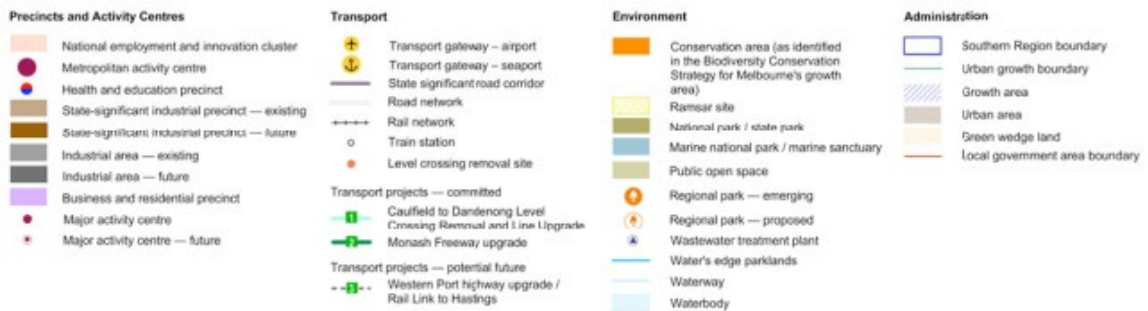 Precincts and Activity Centres
National employment and innovation cluster
Metropolitan activity centre
Health and education precinct
State-significant industrial precinct — existing
State-significant industrial precinct — future
Industrial area — existing
Industrial area — future
Business and residential precinct
Major activity centre
Major activity centre — future
Transport
Transport gateway – airport
Transport gateway – seaport
State significant road corridor
Road network
Rail network
Train station
Level crossing removal site
Transport projects — committed
1 Caulfield to Dandenong Level
Crossing Removal and Line Upgrade
2 Monash Freeway upgrade
Transport projects — potential future
3 Western Port highway upgrade /
Rail Link to Hastings
Environment
Conservation area (as identified
in the Biodiversity Conservation
Strategy for Melbourne's growth
area)
Ramsar site
National park / state park
Marine national park / marine sanctuary
Public open space
Regional park — emerging
Regional park — proposed
Wastewater treatment plant
Water's edge parklands
Waterway
Waterbody
Administration
Southern Region boundary
Urban growth boundary
Growth area
Urban area
Green wedge land
Local government area boundary